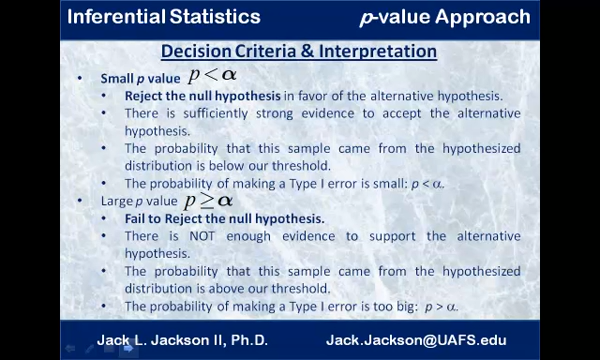 Inferential Statistics p-value Approach
Decision Criteria & Interpretation
• Small p value p < α
• Reject the null hypothesis in favor of the alternative hypothesis.
• There is sufficiently strong evidence to accept the alternative
hypothesis.
• The probability that this sample came from the hypothesized
distribution is below our threshold.
• The probability of making a Type I error is small: p < α.
• Large p value p ≥ α
• Fail to Reject the null hypothesis.
• There is NOT enough evidence to support the alternative
hypothesis.
• The probability that this sample came from the hypothesized
distribution is above our threshold.
• The probability of making a Type I error is too big: p > α.
Jack L. Jackson II, Ph.D. Jack.Jackson@UAFS.edu